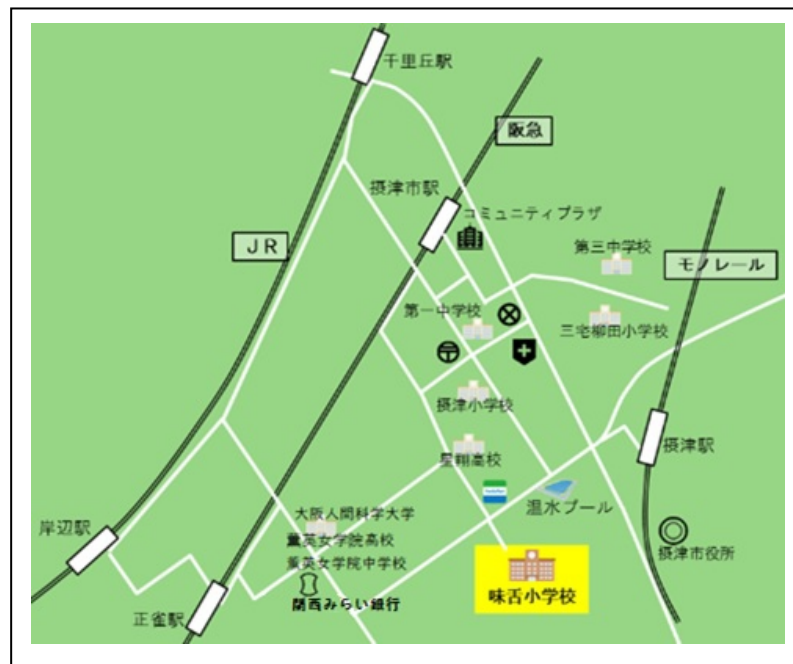 千里丘駅
阪急
摂津市駅
コミュニティプラザ
第三中学校
JR
モノレール
第一中学校
三宅柳田小学校
摂津小学校
星翔高校
摂津駅
大阪人間科学大学
温水プール
岸辺駅
薫英女学院高校
摂津市役所
薫英女学院中学校
味舌小学校
関西みらい銀行
正雀駅